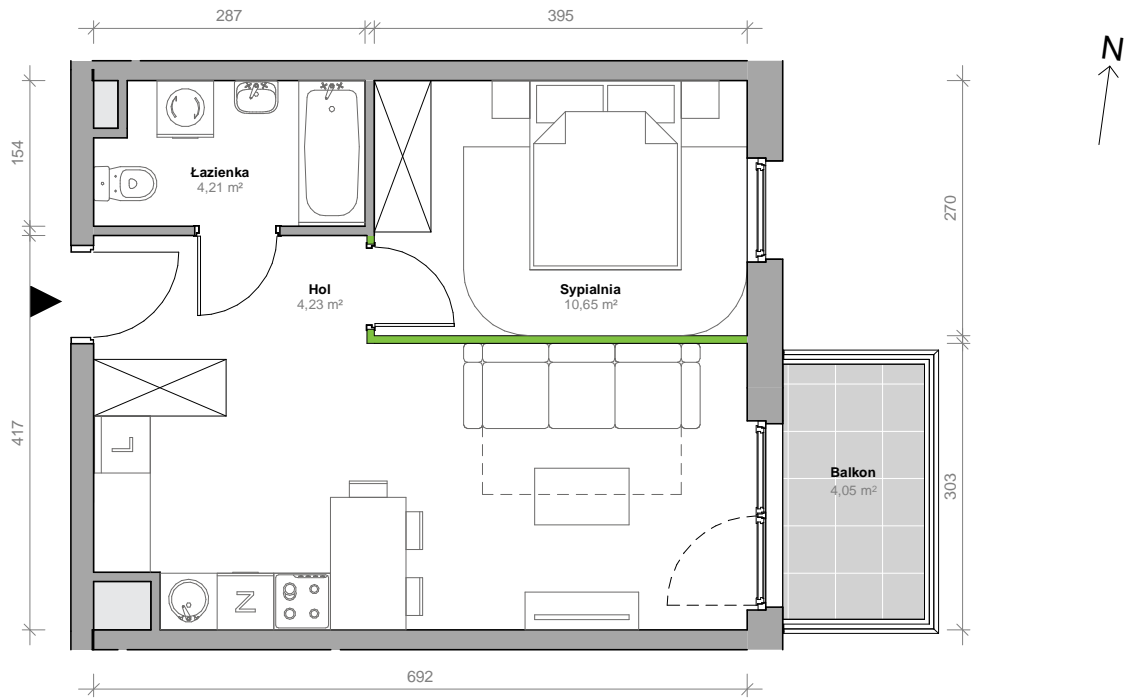 287
395
N
154
Łazienka
4,21 m²
270
Hol
4,23 m²
Sypialnia
10,65 m²
417
L
Balkon
4,05 m²
303
N
692